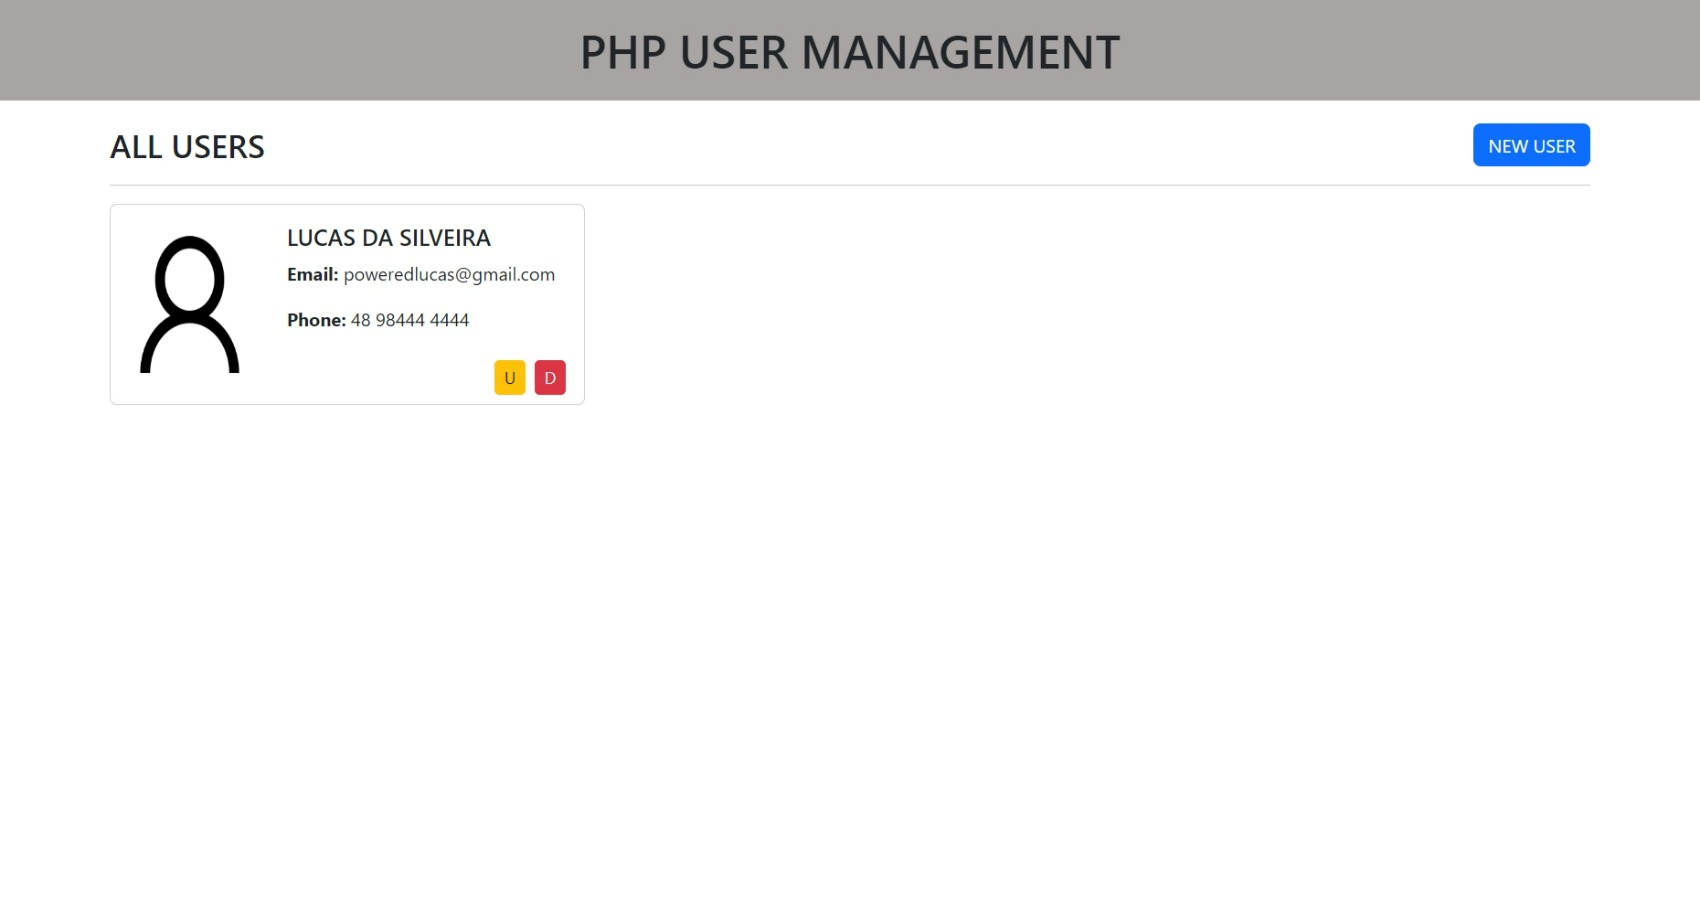 PHP USER MANAGEMENT
ALL USERS
NEW USER
LUCAS DA SILVEIRA
Email: poweredlucas@gmail.com
Phone: 48 98444 4444
U D